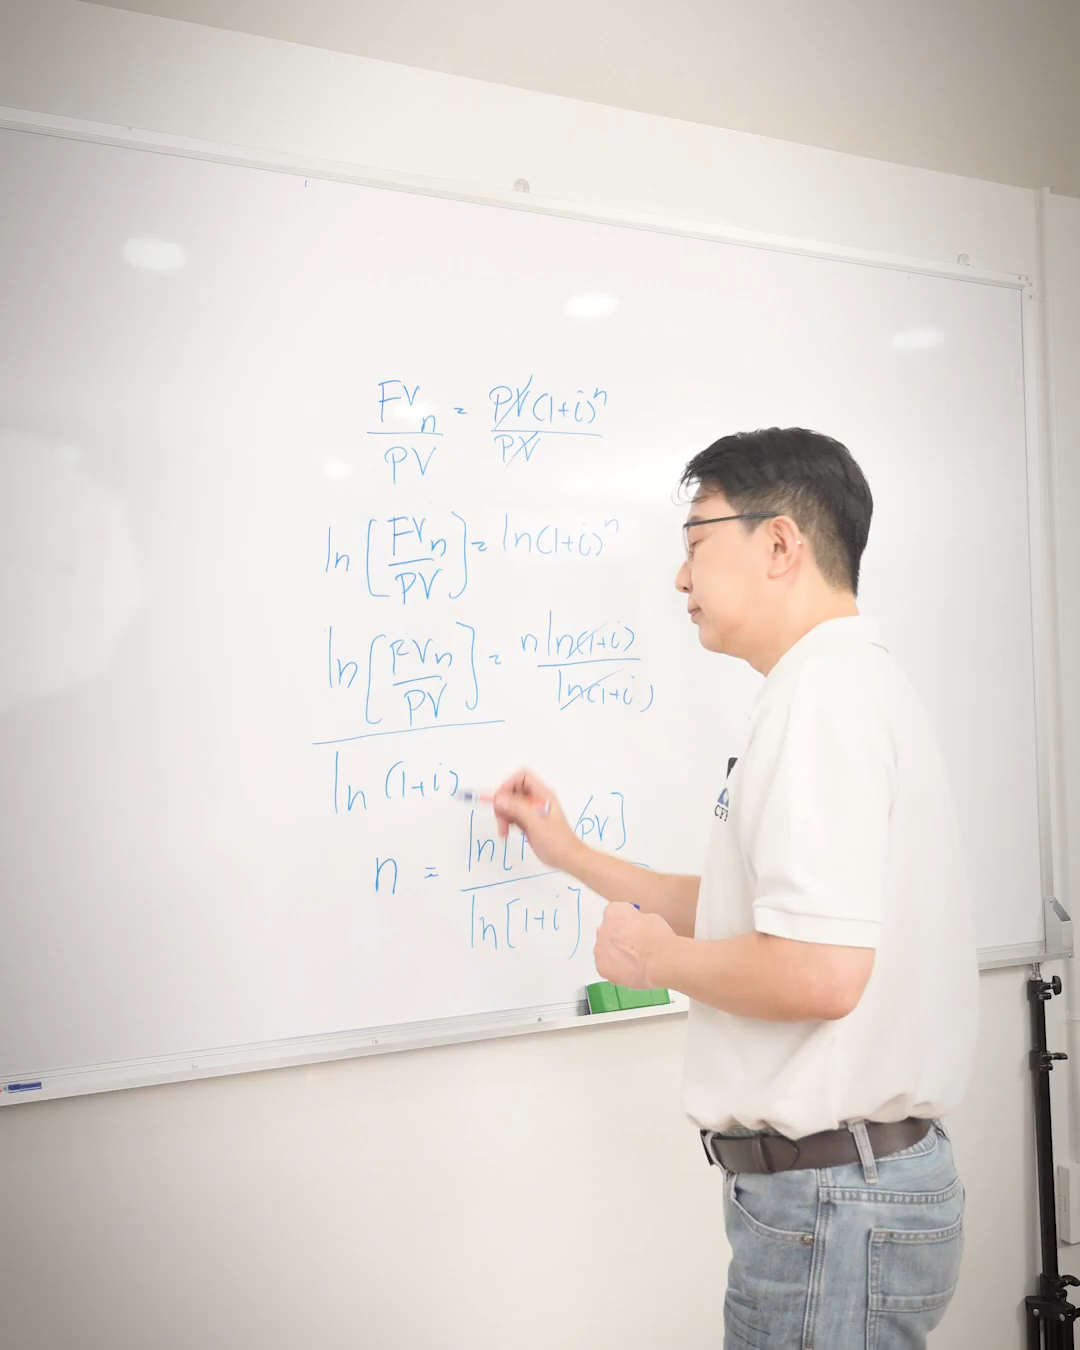 FVn / PV = PV(1+i)^n / PV
ln[FVn / PV] = ln(1+i)^n
ln[FVn / PV] / ln(1+i) = n ln(1+i) / ln(1+i)
n = ln[F /PV] / ln[1+i]
CF